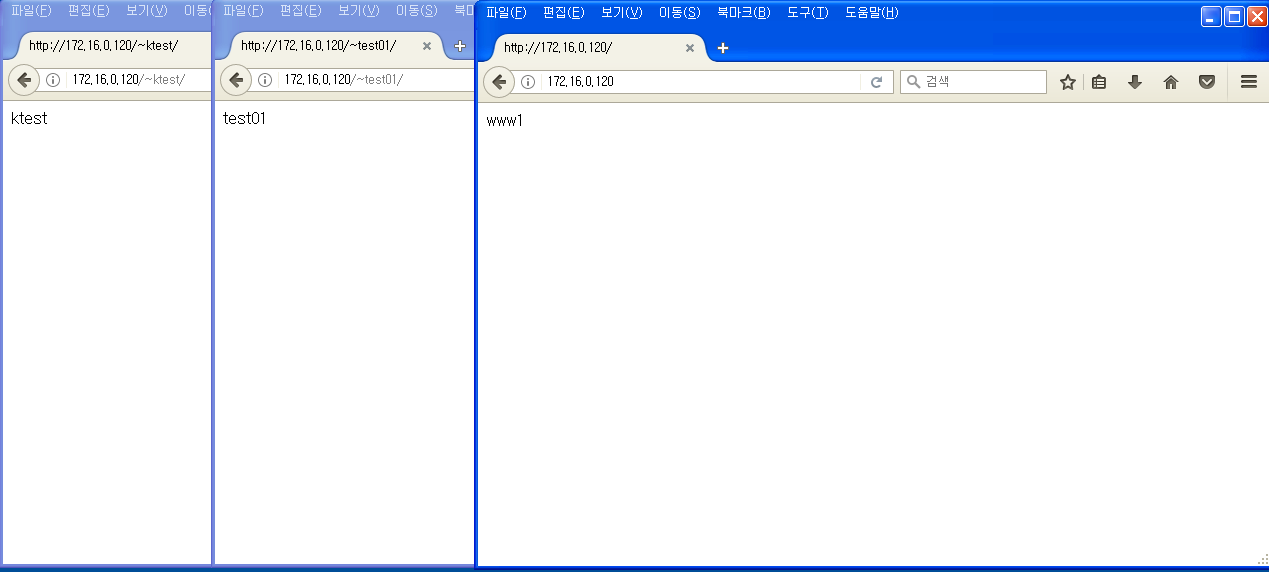 파일(F) 편집(E) 보기(V) 이동(
http://172.16.0.120/~ktest/
172.16.0.120/~ktest/
ktest
파일(F) 편집(E) 보기(V) 이동(S) 북마
http://172.16.0.120/~test01/
172.16.0.120/~test01/
test01
파일(F) 편집(E) 보기(V) 이동(S) 북마크(B) 도구(T) 도움말(H)
http://172.16.0.120/
172.16.0.120 검색
www1